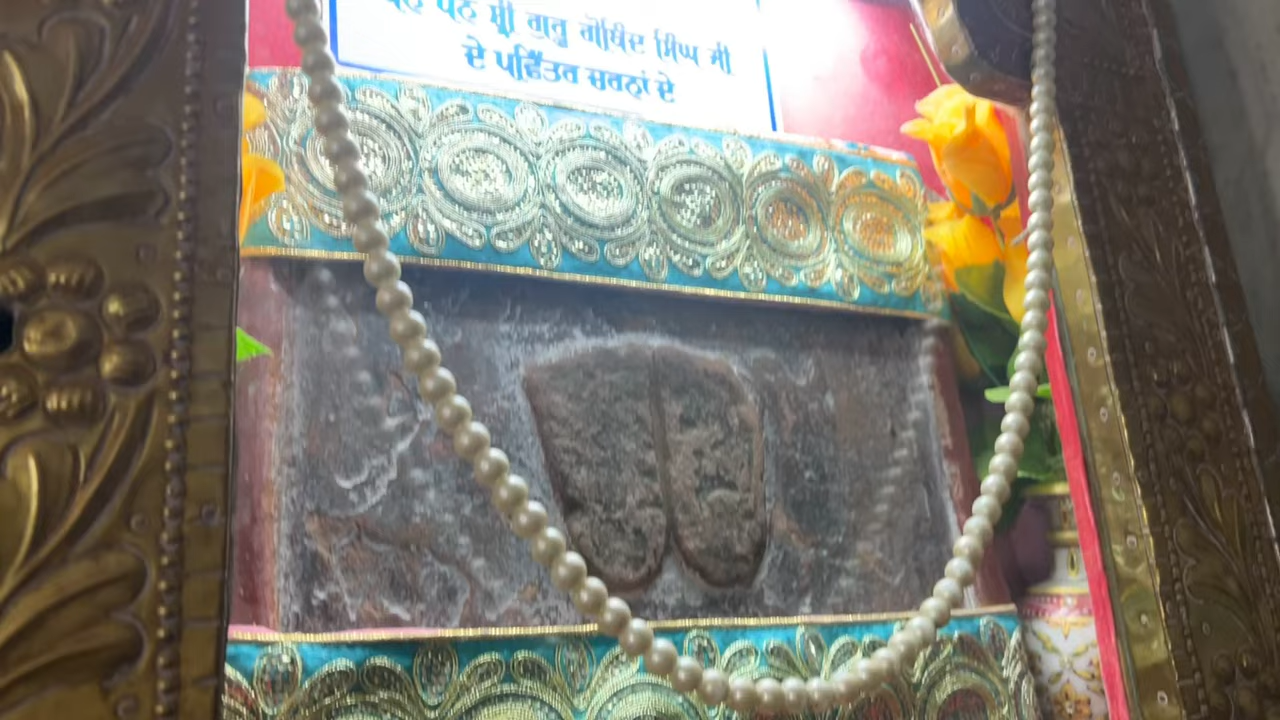 ਧੰਨ ਧੰਨ ਸ਼੍ਰੀ ਗੁਰੂ ਗੋਬਿੰਦ ਸਿੰਘ ਜੀ
ਦੇ ਪਵਿੱਤਰ ਚਰਨਾਂ ਦੇ